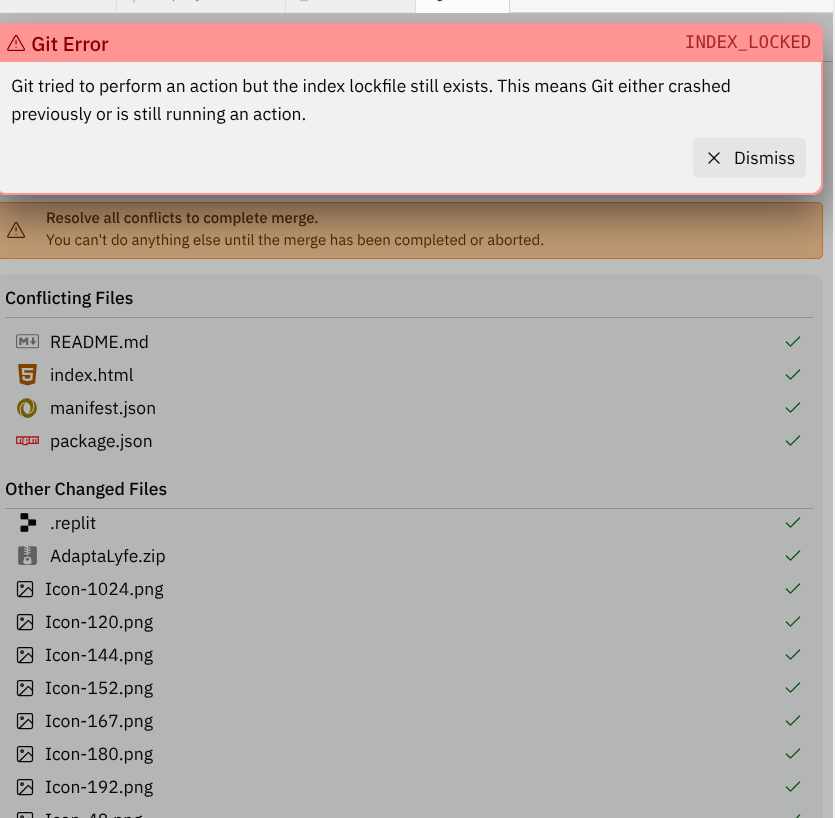 Git Error
INDEX_LOCKED
Git tried to perform an action but the index lockfile still exists. This means Git either crashed
previously or is still running an action.
Dismiss
Resolve all conflicts to complete merge.
You can't do anything else until the merge has been completed or aborted.
Conflicting Files
README.md
index.html
manifest.json
package.json
Other Changed Files
.replit
AdaptaLyfe.zip
Icon-1024.png
Icon-120.png
Icon-144.png
Icon-152.png
Icon-167.png
Icon-180.png
Icon-192.png
Icon-48.png